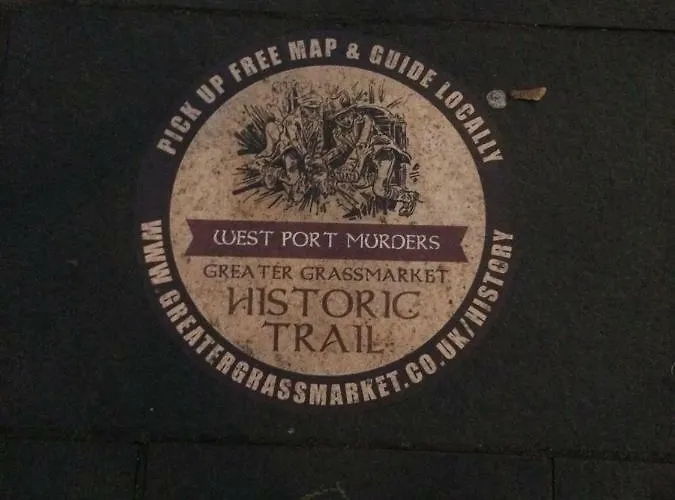 PICK UP FREE MAP & GUIDE LOCALLY
WEST PORT MURDERS
GREATER GRASSMARKET
HISTORIC
TRAIL
WWW.GREATERGRASSMARKET.CO.UK/HISTORY